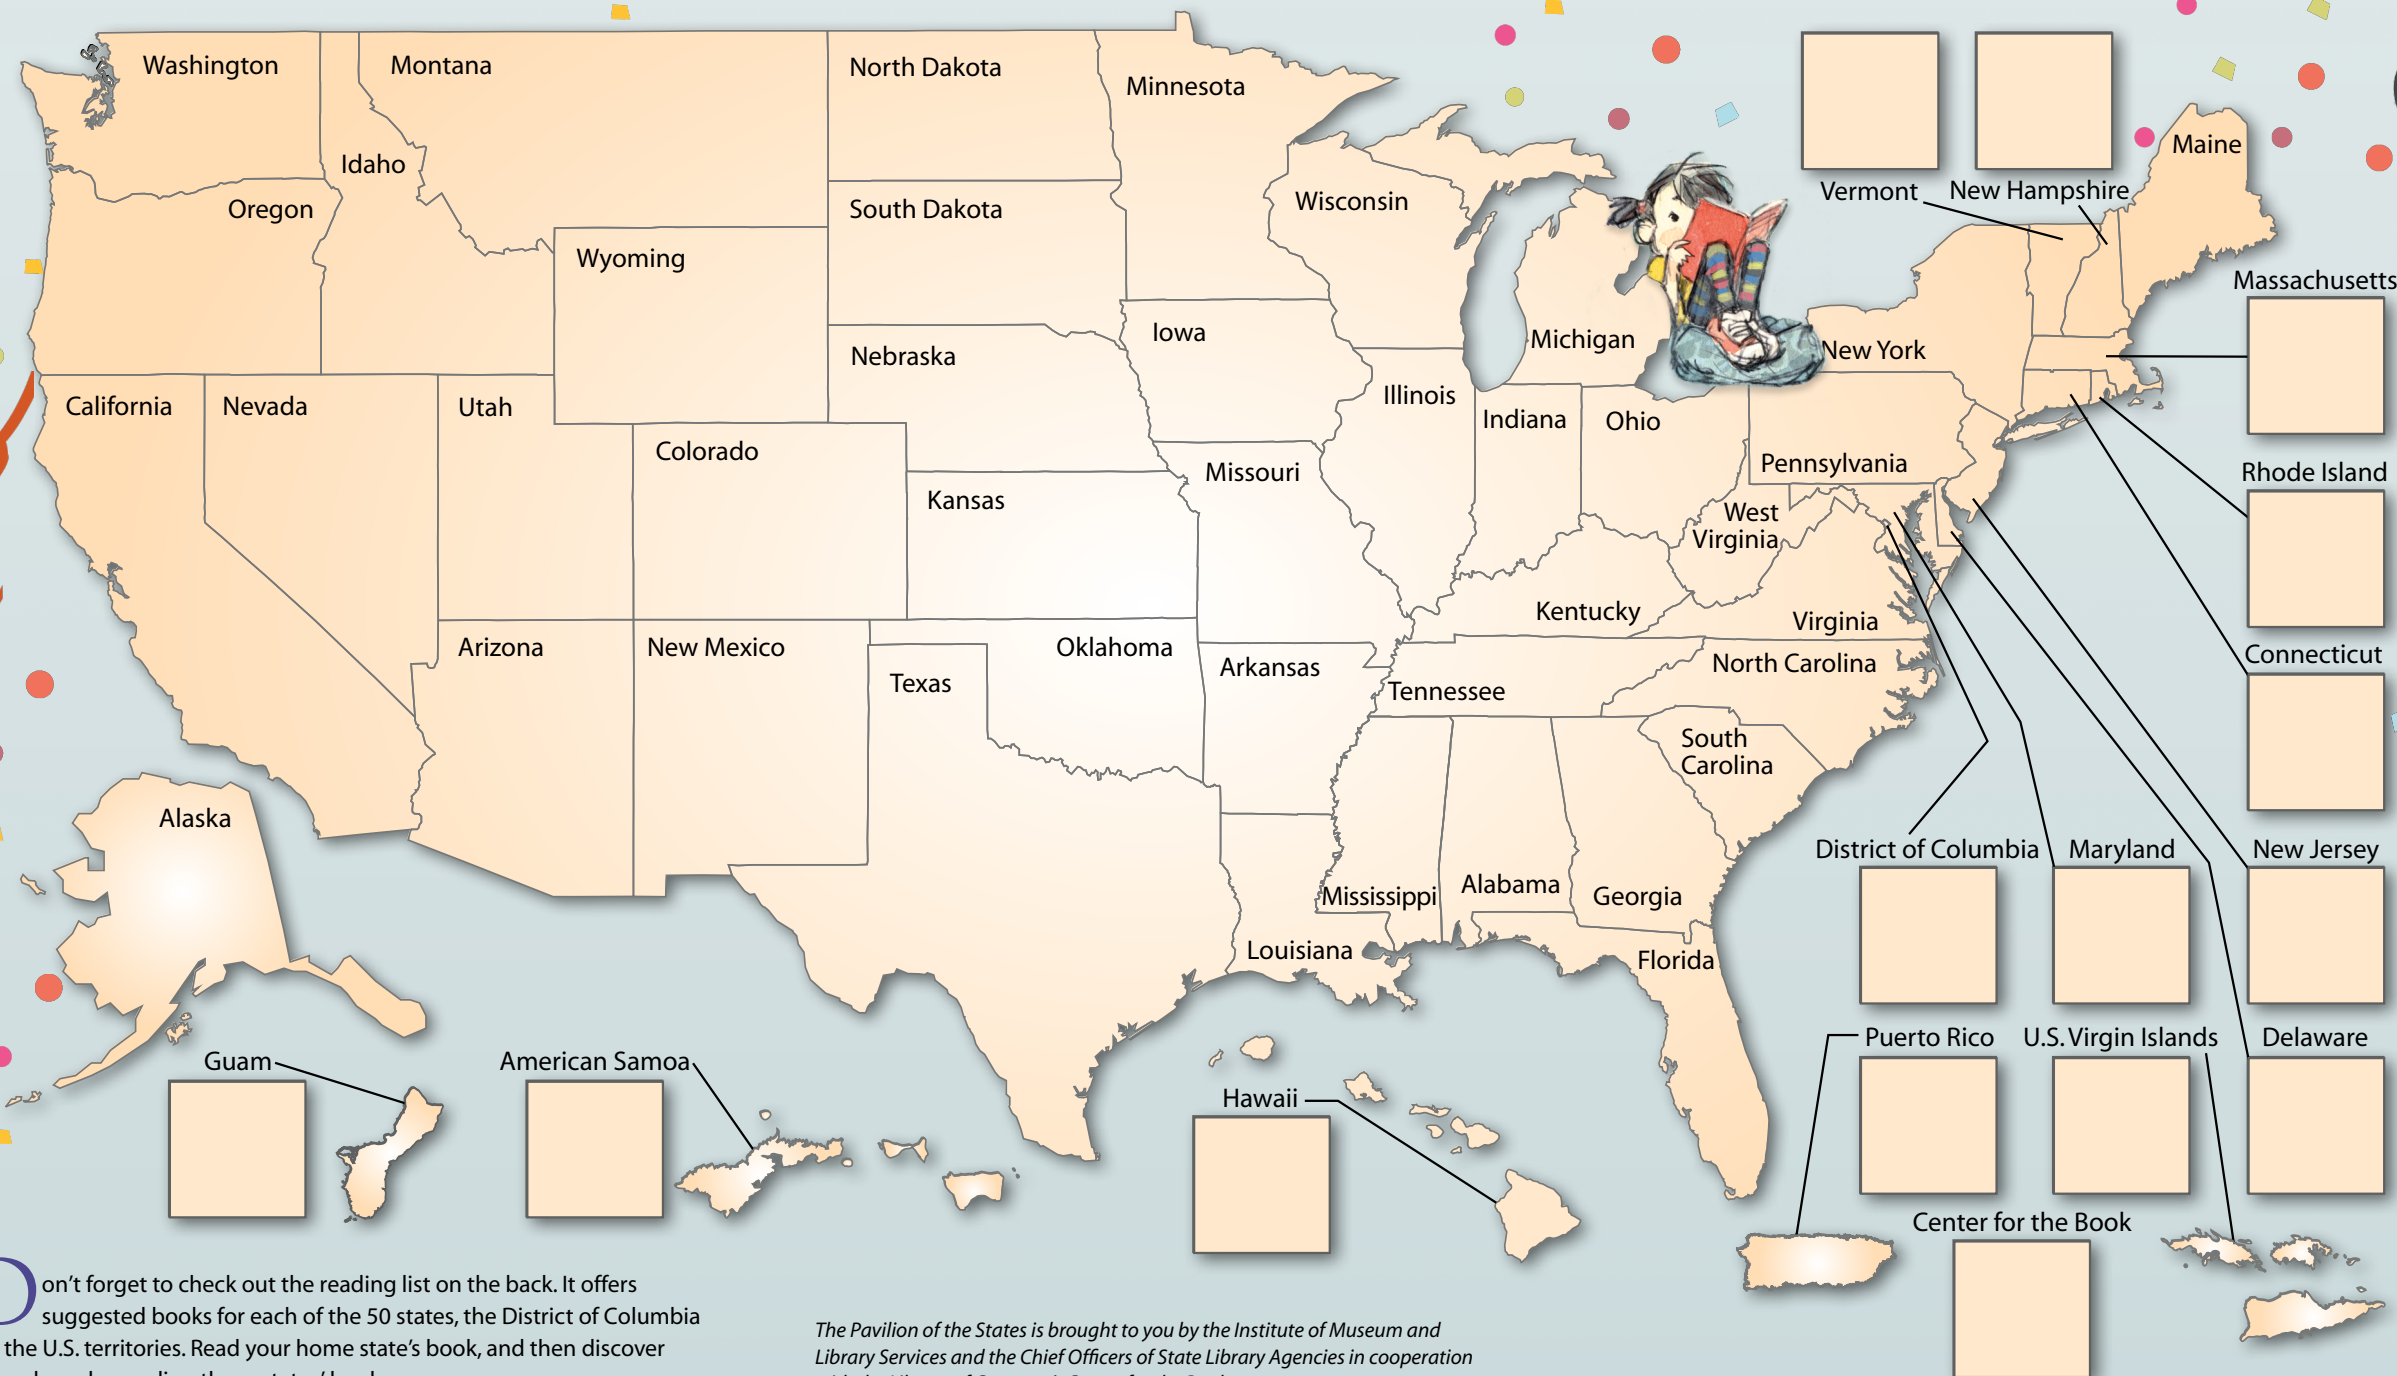 Washington
Montana
North Dakota
Minnesota
Maine
Idaho
Vermont
New Hampshire
Oregon
South Dakota
Wisconsin
Wyoming
Massachusetts
Iowa
Michigan
New York
Nebraska
California
Nevada
Utah
Illinois
Indiana
Ohio
Colorado
Pennsylvania
Missouri
Rhode Island
Kansas
West
Virginia
Kentucky
Virginia
Arizona
New Mexico
Oklahoma
Arkansas
North Carolina
Connecticut
Texas
Tennessee
South
Carolina
Alaska
District of Columbia
Maryland
New Jersey
Mississippi
Alabama
Georgia
Louisiana
Florida
Puerto Rico
U.S. Virgin Islands
Delaware
Guam
American Samoa
Hawaii
Center for the Book
Don't forget to check out the reading list on the back. It offers
suggested books for each of the 50 states, the District of Columbia
the U.S. territories. Read your home state's book, and then discover
The Pavilion of the States is brought to you by the Institute of Museum and
Library Services and the Chief Officers of State Library Agencies in cooperation